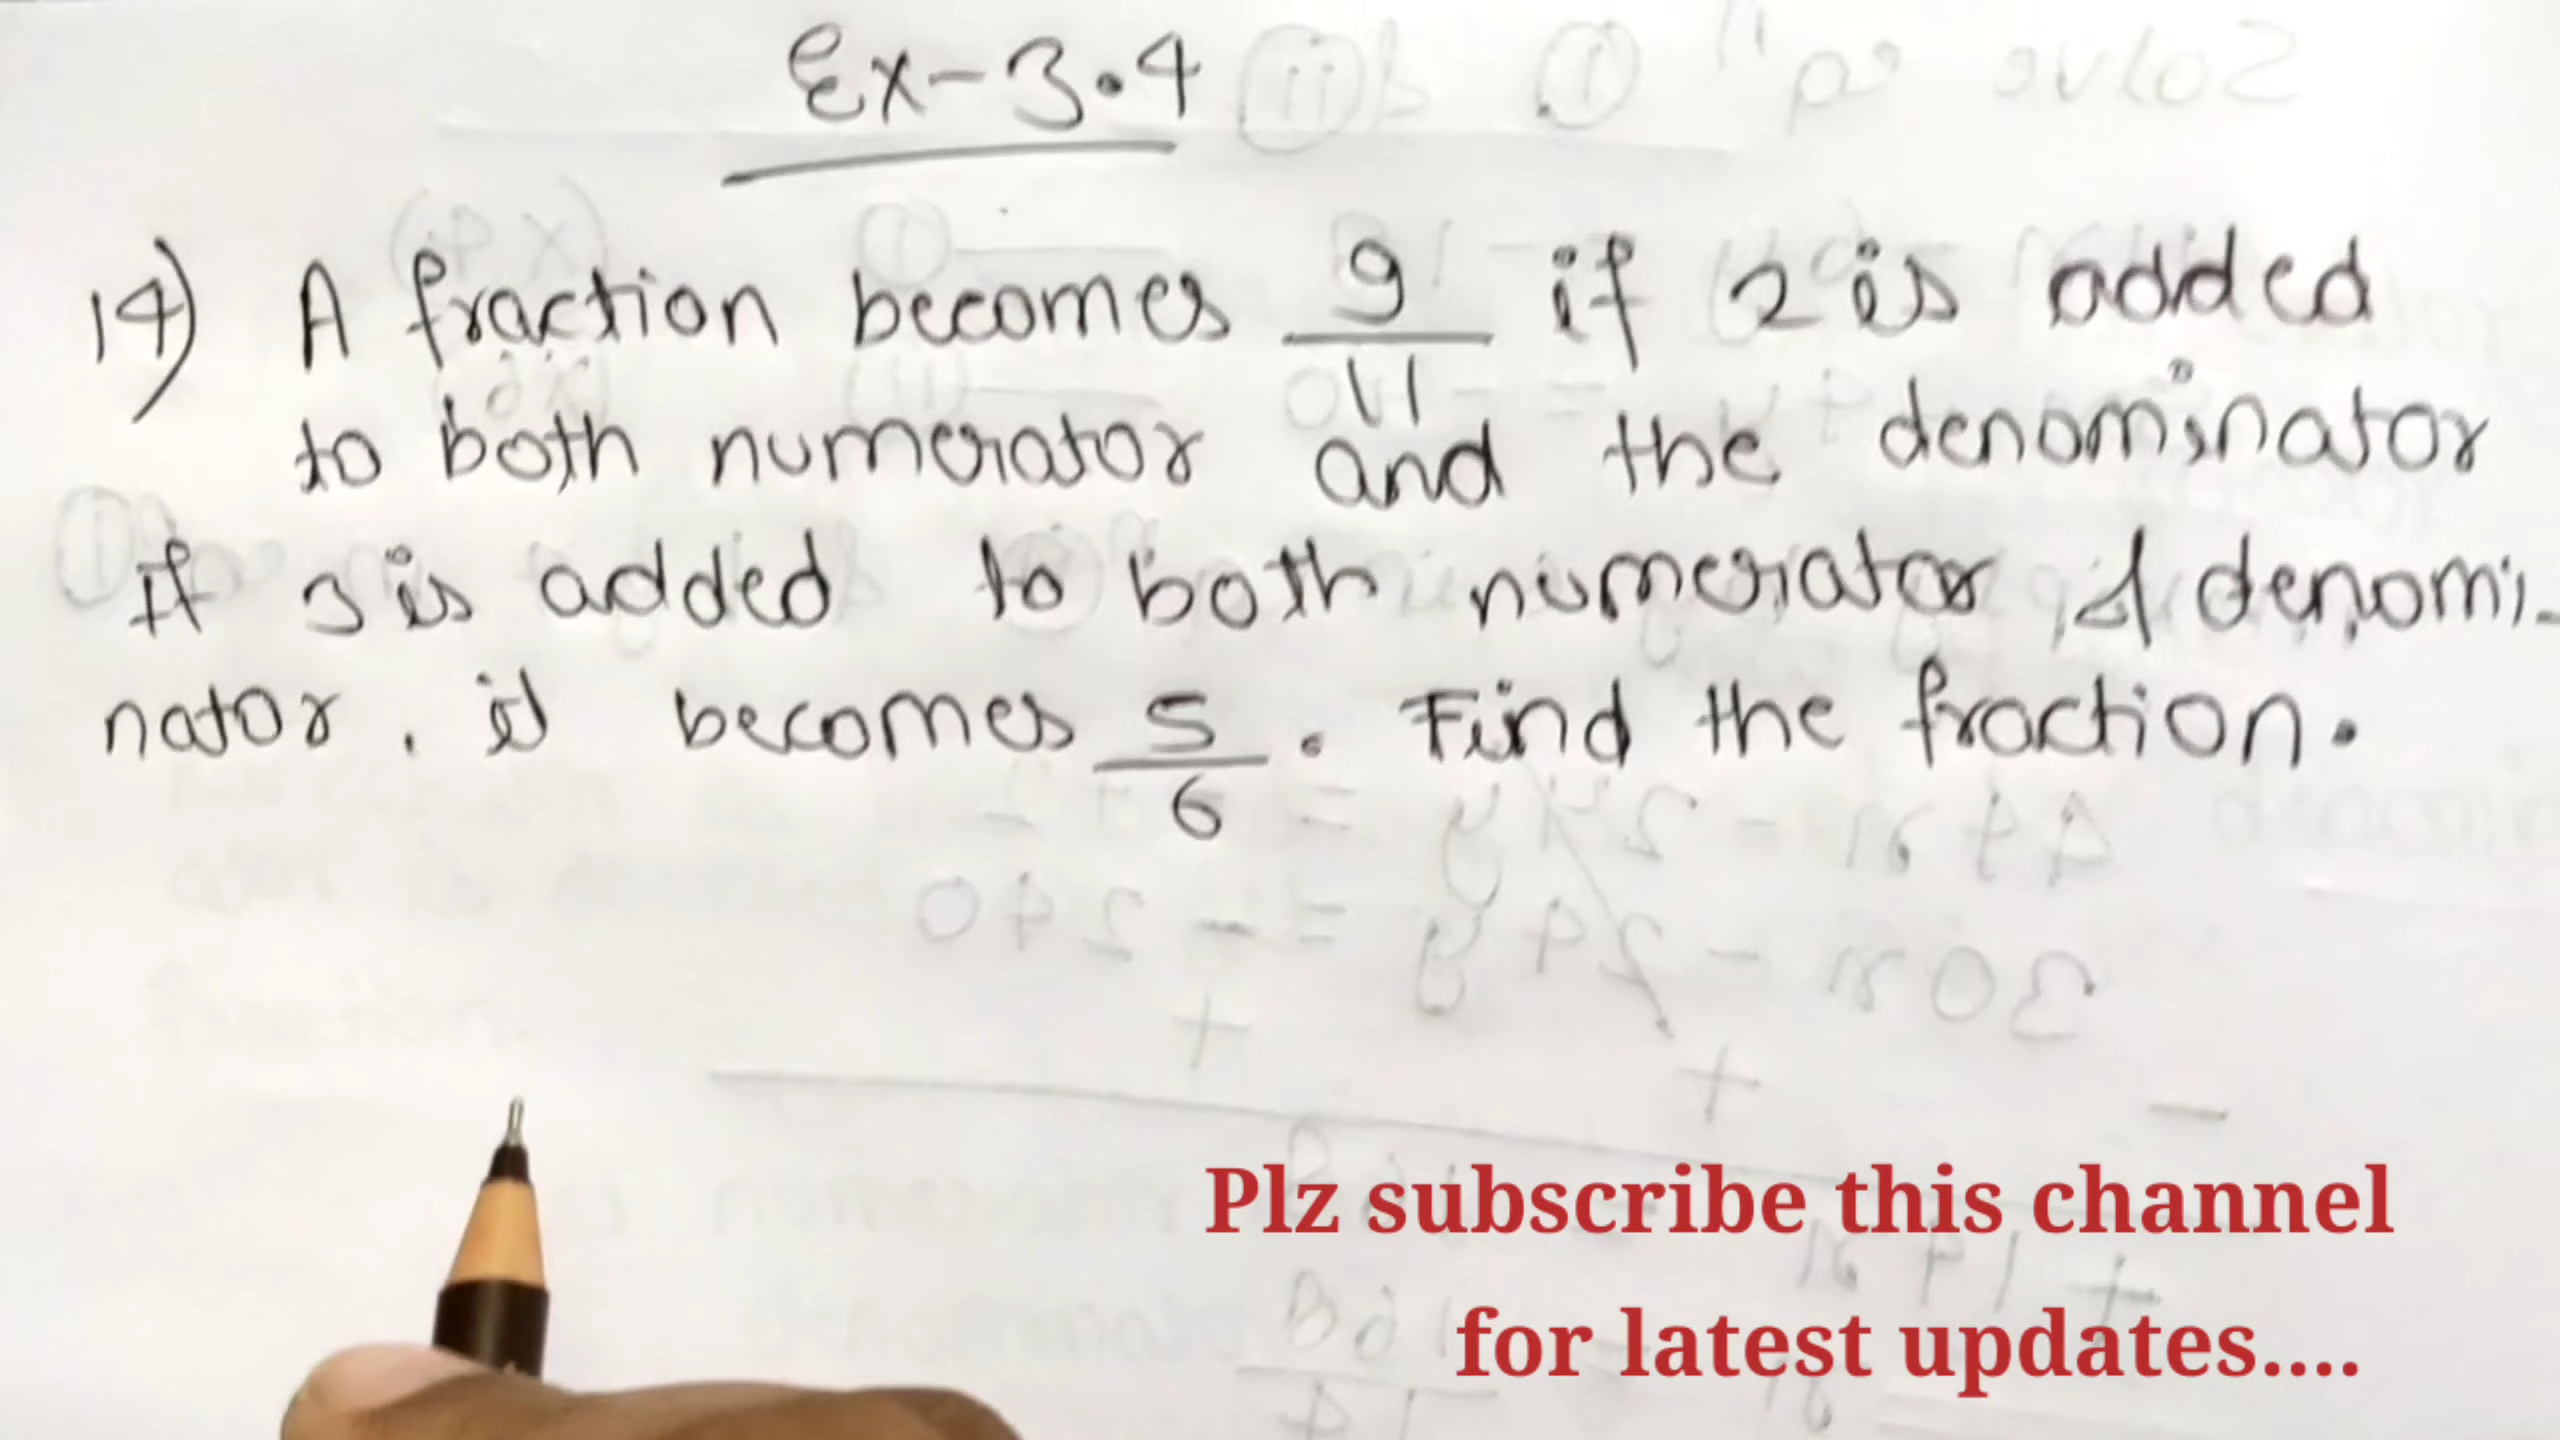 Ex-3.4
14) A fraction becomes 9/11 if 2 is added
to both numerator and the denominator
If 3 is added to both numerator & denomi-
nator. it becomes 5/6. Find the fraction.
Plz subscribe this channel
for latest updates....